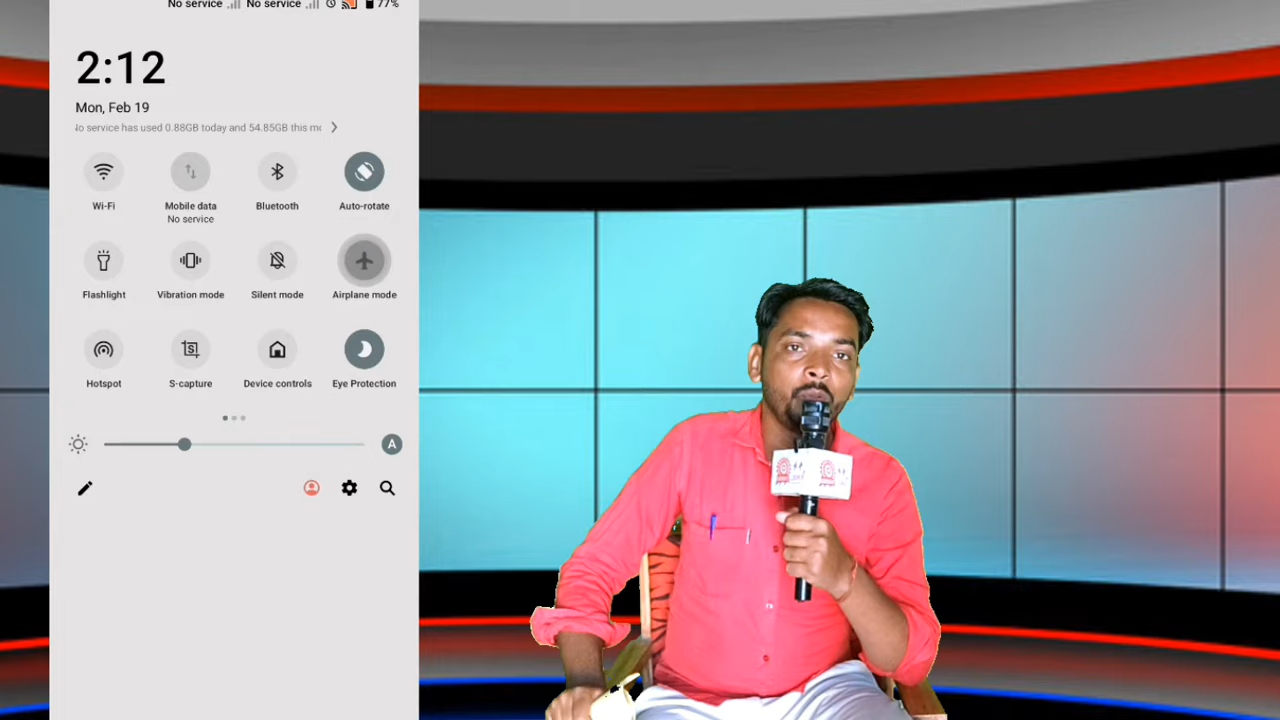 No service No service 77%
2:12
Mon, Feb 19
No service has used 0.88GB today and 54.85GB this
Wi-Fi
Mobile data
No service
Bluetooth
Auto-rotate
Flashlight
Vibration mode
Silent mode
Airplane mode
Hotspot
S-capture
Device controls
Eye Protection
A